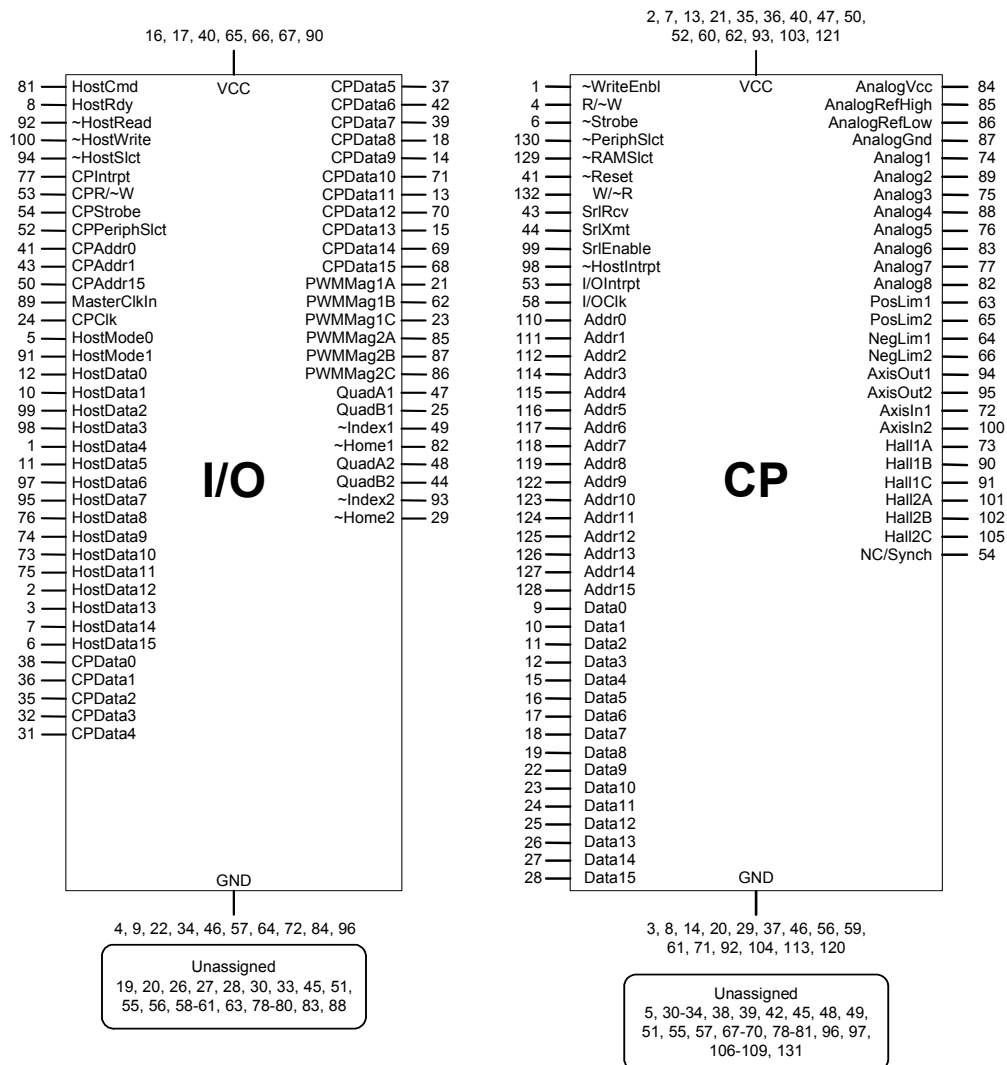 16, 17, 40, 65, 66, 67, 90
VCC
81 HostCmd
8 HostRdy
92 ~HostRead
100 ~HostWrite
94 ~HostSlct
77 CPIntrpt
53 CPR/~W
54 CPStrobe
52 CPPeriphSlct
41 CPAddr0
43 CPAddr1
50 CPAddr15
89 MasterClkIn
24 CPClk
5 HostMode0
91 HostMode1
12 HostData0
10 HostData1
99 HostData2
98 HostData3
1 HostData4
11 HostData5
97 HostData6
95 HostData7
76 HostData8
74 HostData9
73 HostData10
75 HostData11
2 HostData12
3 HostData13
7 HostData14
6 HostData15
38 CPData0
36 CPData1
35 CPData2
32 CPData3
31 CPData4
I/O
CPData5 37
CPData6 42
CPData7 39
CPData8 18
CPData9 14
CPData10 71
CPData11 13
CPData12 70
CPData13 15
CPData14 69
CPData15 68
PWMMag1A 21
PWMMag1B 62
PWMMag1C 23
PWMMag2A 85
PWMMag2B 87
PWMMag2C 86
QuadA1 47
QuadB1 25
~Index1 49
~Home1 82
QuadA2 48
QuadB2 44
~Index2 93
~Home2 29
GND
4, 9, 22, 34, 46, 57, 64, 72, 84, 96
Unassigned
19, 20, 26, 27, 28, 30, 33, 45, 51,
55, 56, 58-61, 63, 78-80, 83, 88
2, 7, 13, 21, 35, 36, 40, 47, 50,
52, 60, 62, 93, 103, 121
VCC
1 ~WriteEnbl
4 R/~W
6 ~Strobe
130 ~PeriphSlct
129 ~RAMSlct
41 ~Reset
132 W/~R
43 SrlRcv
44 SrlXmt
99 SrlEnable
98 ~HostIntrpt
53 I/OIntrpt
58 I/OClk
110 Addr0
111 Addr1
112 Addr2
114 Addr3
115 Addr4
116 Addr5
117 Addr6
118 Addr7
119 Addr8
122 Addr9
123 Addr10
124 Addr11
125 Addr12
126 Addr13
127 Addr14
128 Addr15
9 Data0
10 Data1
11 Data2
12 Data3
15 Data4
16 Data5
17 Data6
18 Data7
19 Data8
22 Data9
23 Data10
24 Data11
25 Data12
26 Data13
27 Data14
28 Data15
CP
AnalogVcc 84
AnalogRefHigh 85
AnalogRefLow 86
AnalogGnd 87
Analog1 74
Analog2 89
Analog3 75
Analog4 88
Analog5 76
Analog6 83
Analog7 77
Analog8 82
PosLim1 63
PosLim2 65
NegLim1 64
NegLim2 66
AxisOut1 94
AxisOut2 95
AxisIn1 72
AxisIn2 100
Hall1A 73
Hall1B 90
Hall1C 91
Hall2A 101
Hall2B 102
Hall2C 105
NC/Synch 54
GND
3, 8, 14, 20, 29, 37, 46, 56, 59,
61, 71, 92, 104, 113, 120
Unassigned
5, 30-34, 38, 39, 42, 45, 48, 49,
51, 55, 57, 67-70, 78-81, 96, 97,
106-109, 131